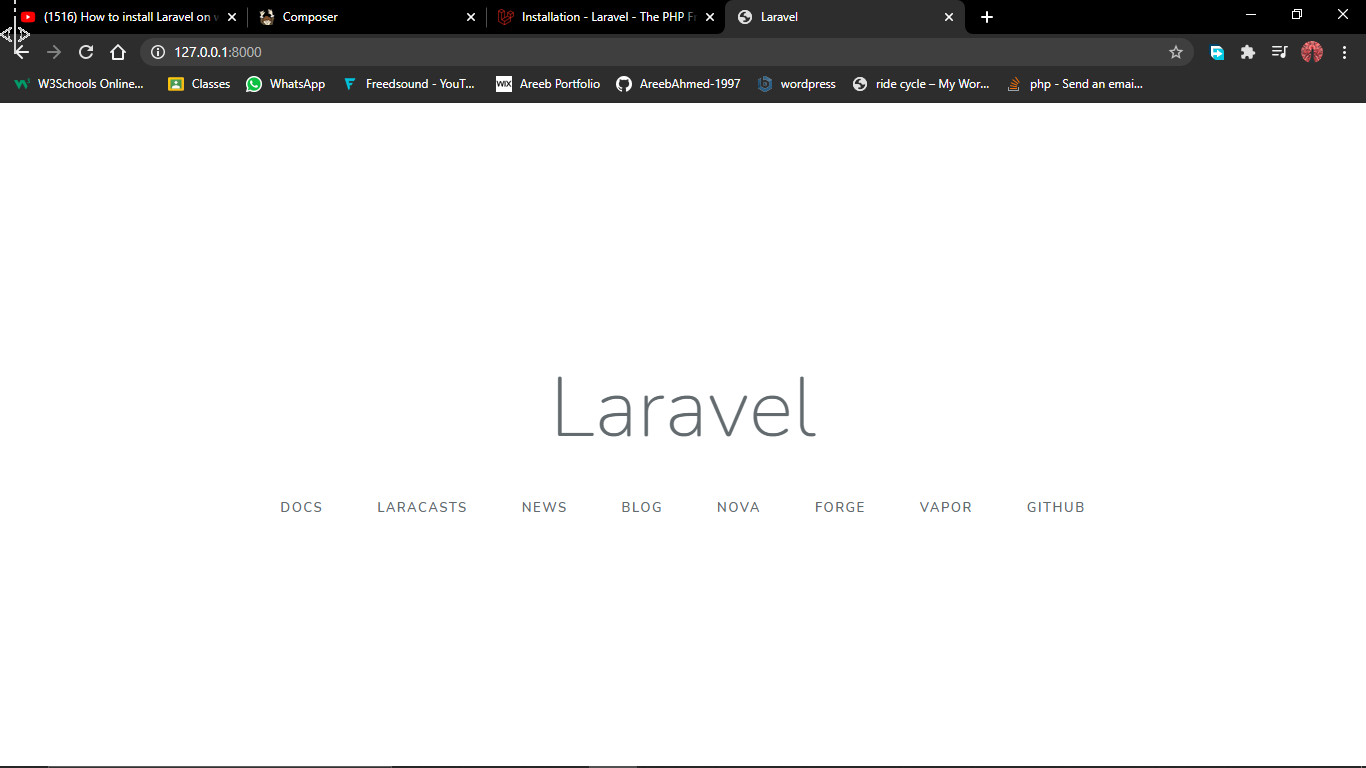 (1516) How to install Laravel on w Composer Installation - Laravel - The PHP Fr Laravel
127.0.0.1:8000
W3Schools Online... Classes WhatsApp Freedsound - YouT... WIX Areeb Portfolio AreebAhmed-1997 wordpress ride cycle – My Wor... php - Send an emai...
Laravel
DOCS LARACASTS NEWS BLOG NOVA FORGE VAPOR GITHUB